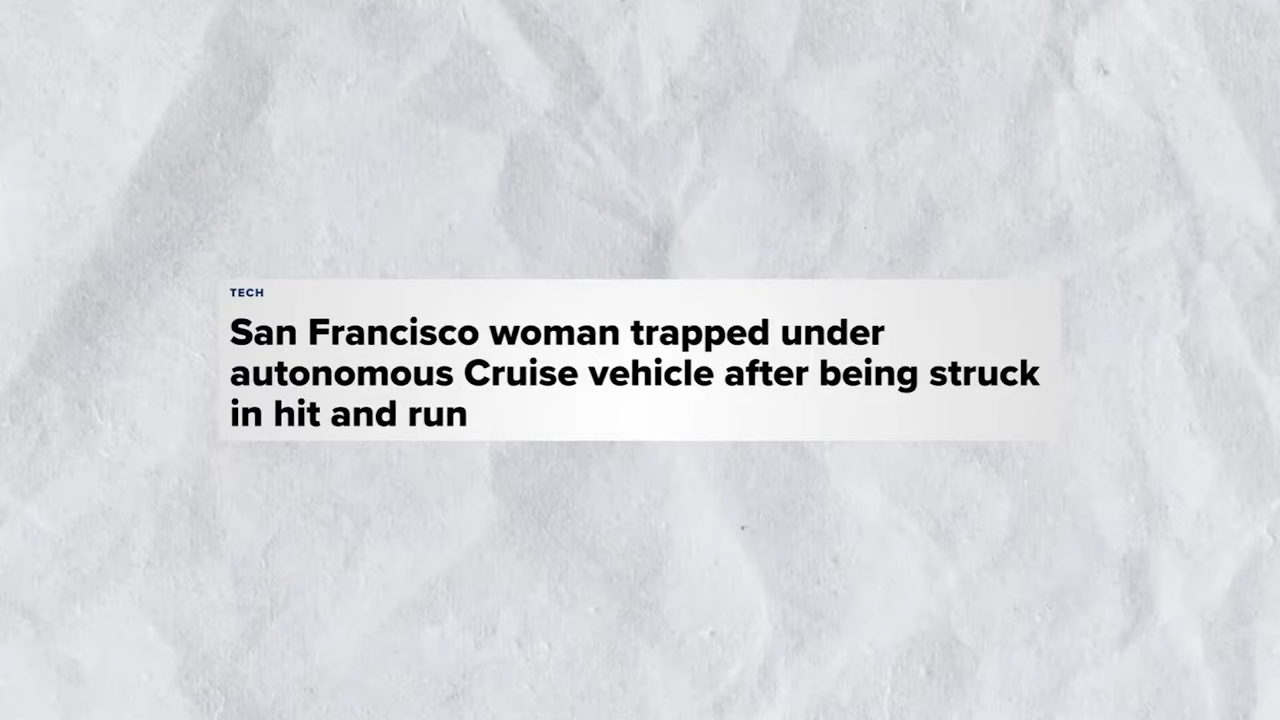 TECH
San Francisco woman trapped under
autonomous Cruise vehicle after being struck
in hit and run